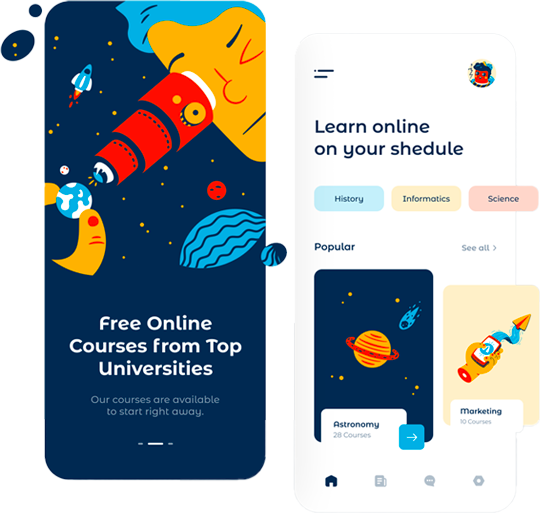 Free Online
Courses from Top
Universities
Our courses are available
to start right away.
Learn online
on your shedule
History
Informatics
Science
Popular
See all >
Astronomy
28 Courses
Marketing
10 Courses